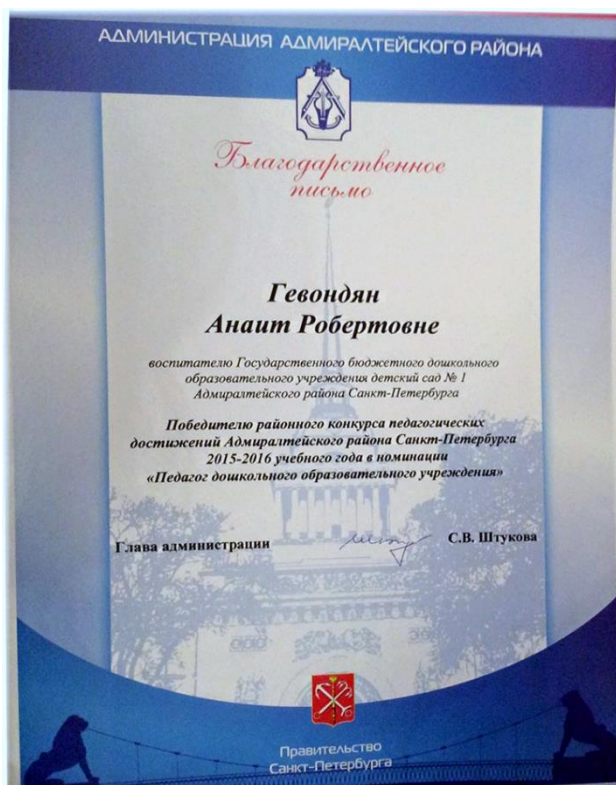 АДМИНИСТРАЦИЯ АДМИРАЛТЕЙСКОГО РАЙОНА
Благодарственное
письмо
Гевондян
Анаит Робертовне
воспитателю Государственного бюджетного дошкольного
образовательного учреждения детский сад № 1
Адмиралтейского района Санкт-Петербурга
Победителю районного конкурса педагогических
достижений Адмиралтейского района Санкт-Петербурга
2015-2016 учебного года в номинации
«Педагог дошкольного образовательного учреждения»
Глава администрации С.В. Штукова
Правительство
Санкт-Петербурга